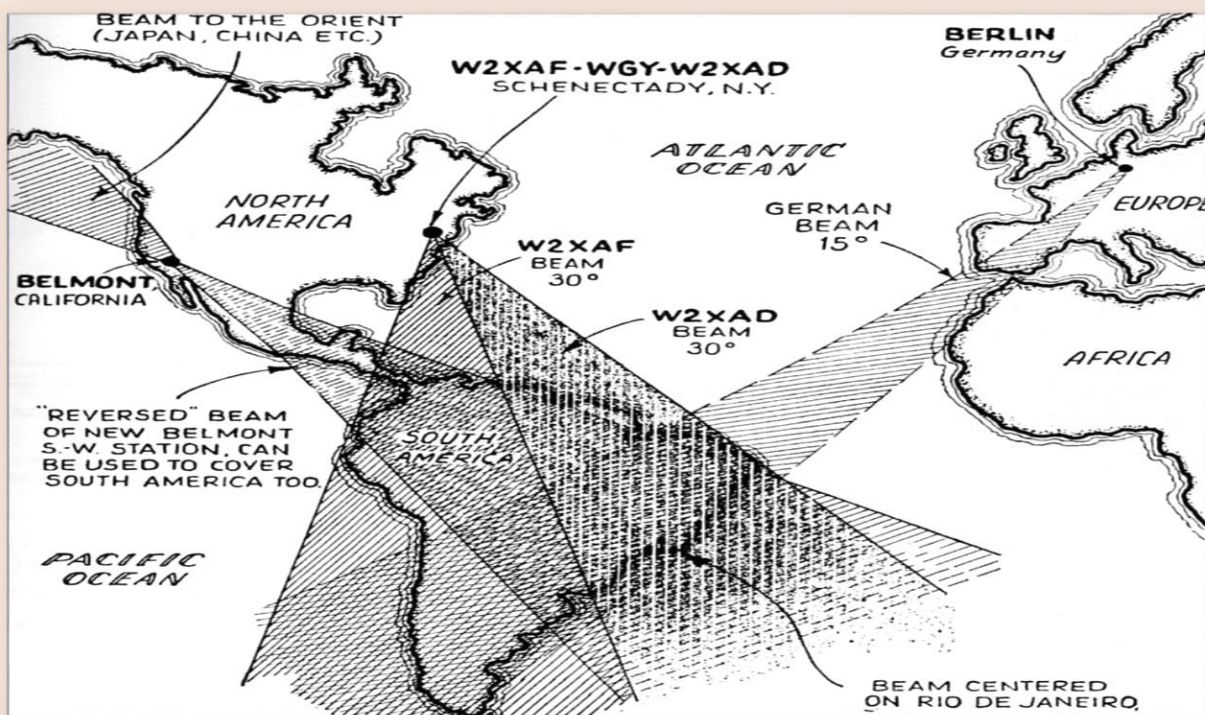 BEAM TO THE ORIENT
(JAPAN, CHINA ETC.)
W2XAF-WGY-W2XAD
SCHENECTADY, N.Y.
BERLIN
Germany
ATLANTIC
OCEAN
NORTH
AMERICA
GERMAN
BEAM
15°
EUROPE
W2XAF
BEAM
30°
BELMONT,
CALIFORNIA
W2XAD
BEAM
30°
AFRICA
"REVERSED" BEAM
OF NEW BELMONT
S.-W. STATION, CAN
BE USED TO COVER
SOUTH AMERICA TOO.
SOUTH
AMERICA
PACIFIC
OCEAN
BEAM CENTERED
ON RIO DE JANEIRO.